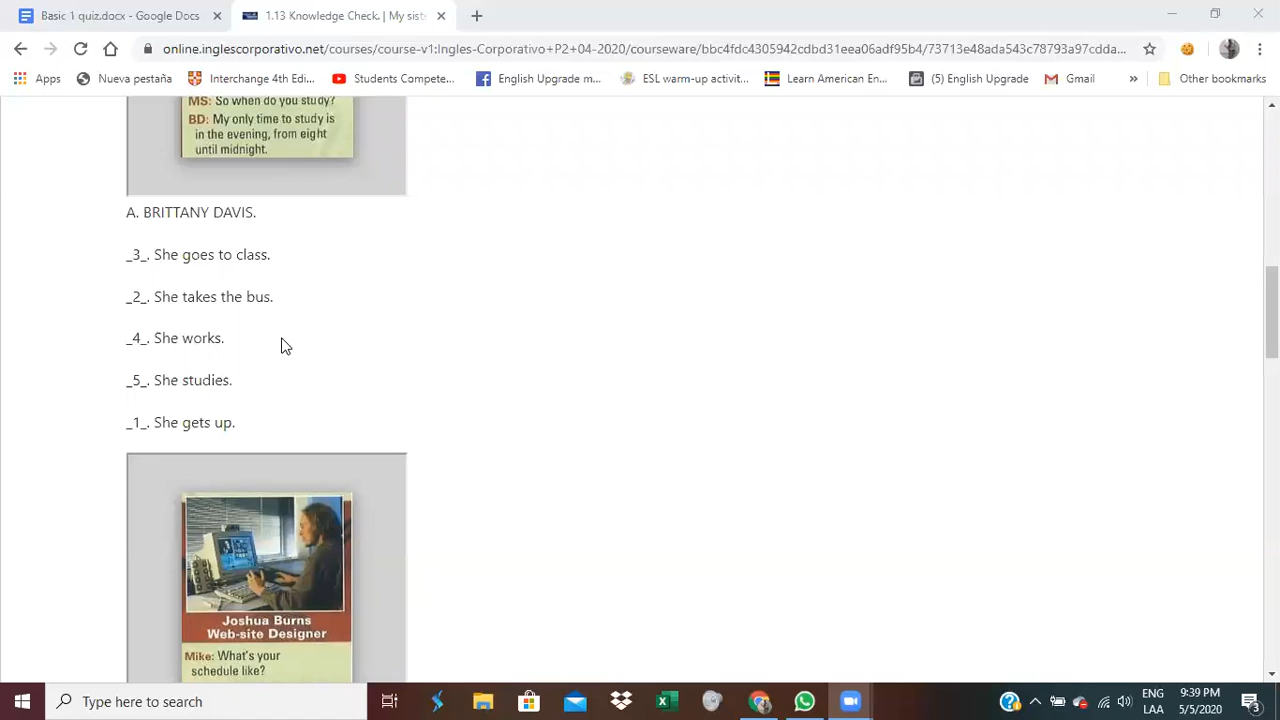 Basic 1 quiz.docx - Google Docs
1.13 Knowledge Check. | My sist
online.inglescorporativo.net/courses/course-v1:Ingles-Corporativo+P2+04-2020/courseware/bbc4fdc4305942cdbd31eea06adf95b4/73713e48ada543c78793a97cdda...
Apps
Nueva pestaña
Interchange 4th Edi...
Students Compete...
English Upgrade m...
ESL warm-up activit...
Learn American En...
(5) English Upgrade
Gmail
»
Other bookmarks
MS: So when do you study?
BD: My only time to study is
in the evening, from eight
until midnight.
A. BRITTANY DAVIS.
_3_. She goes to class.
_2_. She takes the bus.
_4_. She works.
_5_. She studies.
_1_. She gets up.
Joshua Burns
Web-site Designer
Mike: What's your
schedule like?
Type here to search
ENG
LAA
9:39 PM
5/5/2020
3